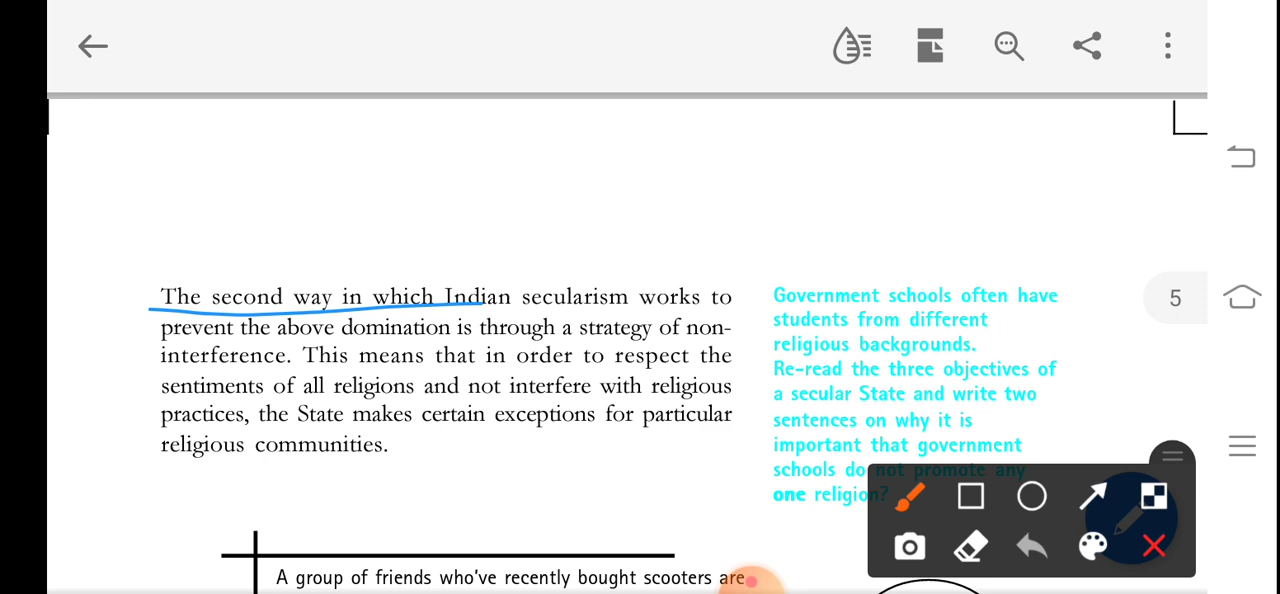 The second way in which Indian secularism works to
prevent the above domination is through a strategy of non-
interference. This means that in order to respect the
sentiments of all religions and not interfere with religious
practices, the State makes certain exceptions for particular
religious communities.
Government schools often have
students from different
religious backgrounds.
Re-read the three objectives of
a secular State and write two
sentences on why it is
important that government
schools do not promote any
one religion?
5
A group of friends who've recently bought scooters are